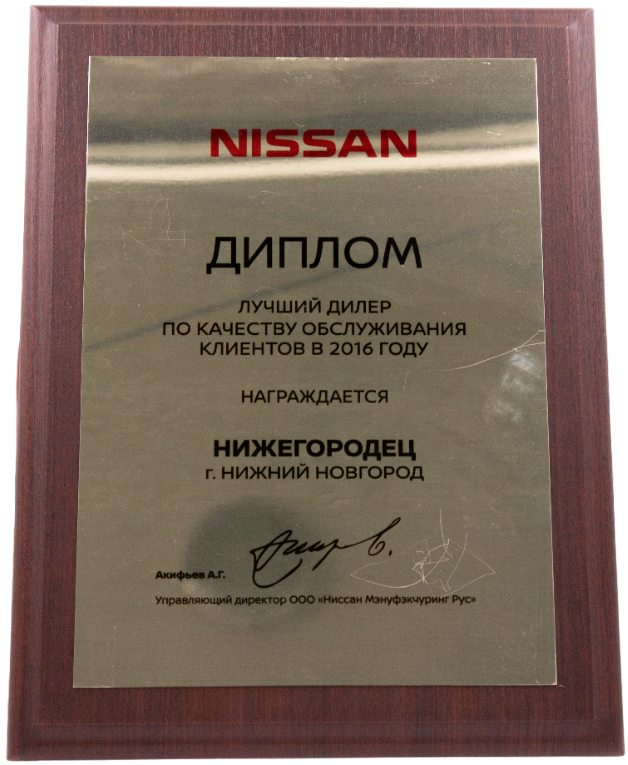 NISSAN
ДИПЛОМ
ЛУЧШИЙ ДИЛЕР
ПО КАЧЕСТВУ ОБСЛУЖИВАНИЯ
КЛИЕНТОВ В 2016 ГОДУ
НАГРАЖДАЕТСЯ
НИЖЕГОРОДЕЦ
г. НИЖНИЙ НОВГОРОД
Акифьев А.Г.
Управляющий директор ООО «Ниссан Мэнуфэкчуринг Рус»